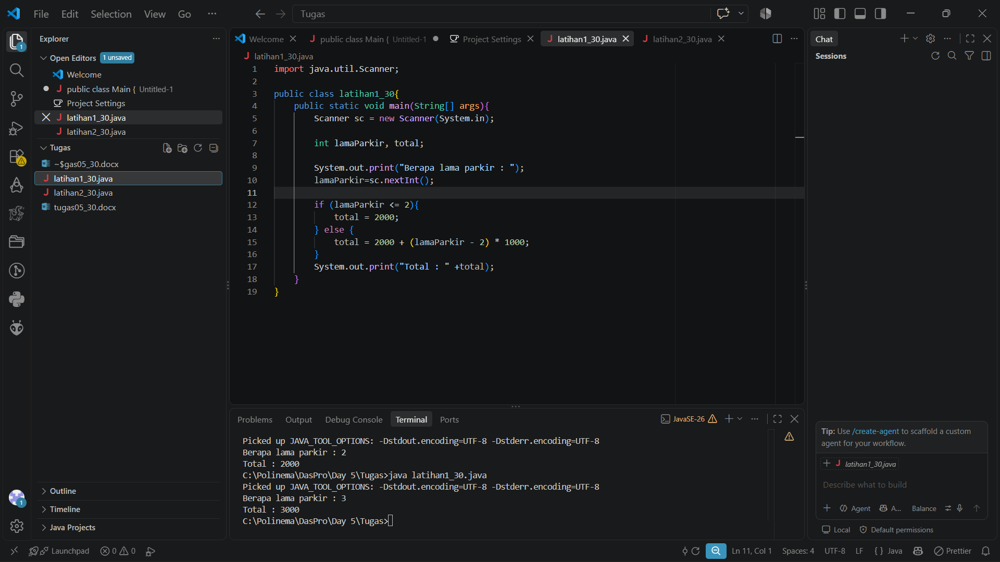 File Edit Selection View Go ···
Tugas
Explorer
Open Editors 1 unsaved
Welcome
public class Main { Untitled-1
Project Settings
latihan1_30.java
latihan2_30.java
Tugas
~$gas05_30.docx
latihan1_30.java
latihan2_30.java
tugas05_30.docx
Outline
Timeline
Java Projects
1
1
Welcome public class Main { Untitled-1 Project Settings latihan1_30.java latihan2_30.java
latihan1_30.java
1 import java.util.Scanner;
2
3 public class latihan1_30{
4 public static void main(String[] args){
5 Scanner sc = new Scanner(System.in);
6
7 int lamaParkir, total;
8
9 System.out.print("Berapa lama parkir : ");
10 lamaParkir=sc.nextInt();
11
12 if (lamaParkir <= 2){
13 total = 2000;
14 } else {
15 total = 2000 + (lamaParkir - 2) * 1000;
16 }
17 System.out.print("Total : " +total);
18 }
19 }
Problems Output Debug Console Terminal Ports
JavaSE-26
Picked up JAVA_TOOL_OPTIONS: -Dstdout.encoding=UTF-8 -Dstderr.encoding=UTF-8
Berapa lama parkir : 2
Total : 2000
C:\Polinema\DasPro\Day 5\Tugas>java latihan1_30.java
Picked up JAVA_TOOL_OPTIONS: -Dstdout.encoding=UTF-8 -Dstderr.encoding=UTF-8
Berapa lama parkir : 3
Total : 3000
C:\Polinema\DasPro\Day 5\Tugas>
Chat
Sessions
Tip: Use /create-agent to scaffold a custom
agent for your workflow.
latihan1_30.java
Describe what to build
Agent A... Balance
Local Default permissions
Launchpad 0 0
Ln 11, Col 1 Spaces: 4 UTF-8 LF { } Java Prettier